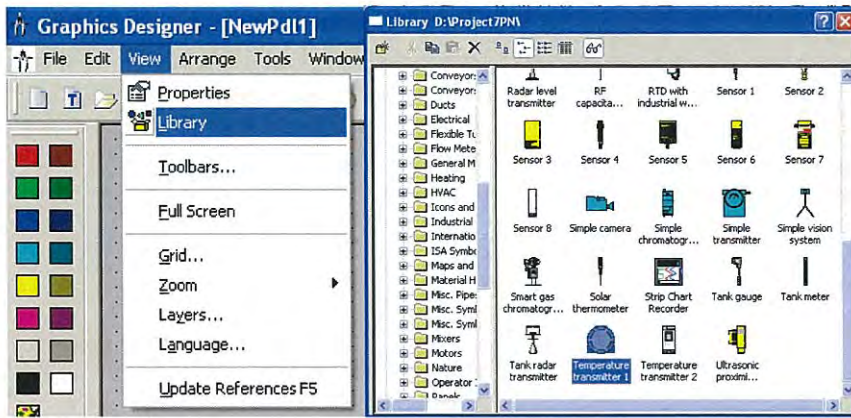 Graphics Designer - [NewPdl1]
File Edit View Arrange Tools Window
Properties
Library
Toolbars...
Full Screen
Grid...
Zoom
Layers...
Language...
Update References F5
Library D:\Project7PN\
Conveyor:
Conveyor:
Ducts
Electrical
Flexible Tu
Flow Mete
General M
Heating
HVAC
Icons and
Industrial
Internatio
ISA Symbo
Maps and
Material H
Misc. Pipe:
Misc. Syml
Misc. Syml
Mixers
Motors
Nature
Operator
Panels
Radar level transmitter
RF capacita...
RTD with industrial w...
Sensor 1
Sensor 2
Sensor 3
Sensor 4
Sensor 5
Sensor 6
Sensor 7
Sensor 8
Simple camera
Simple chromatogr...
Simple transmitter
Simple vision system
Smart gas chromatogr...
Solar thermometer
Strip Chart Recorder
Tank gauge
Tank meter
Tank radar transmitter
Temperature transmitter 1
Temperature transmitter 2
Ultrasonic proximi...